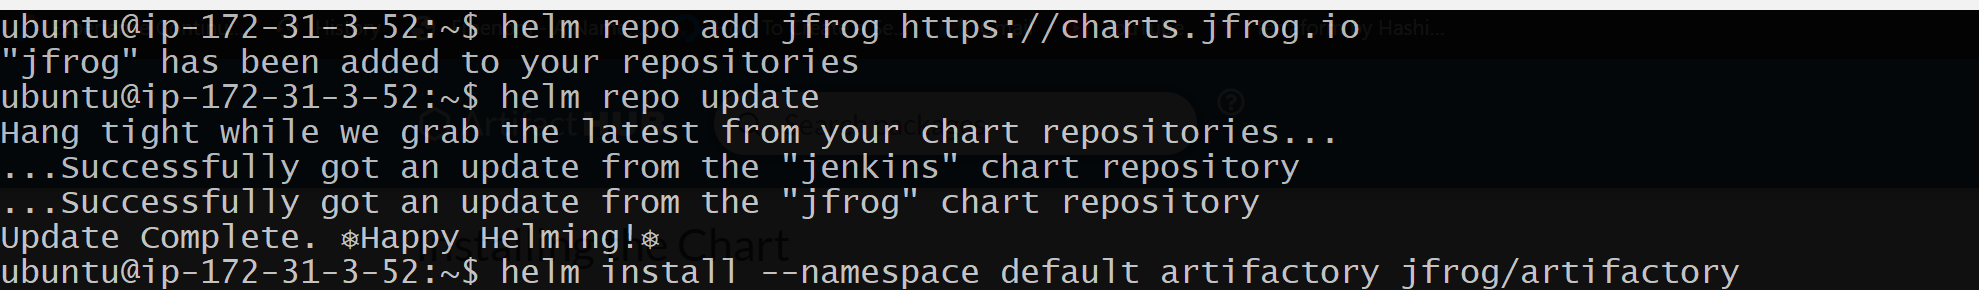 ubuntu@ip-172-31-3-52:~$ helm repo add jfrog https://charts.jfrog.io
"jfrog" has been added to your repositories
ubuntu@ip-172-31-3-52:~$ helm repo update
Hang tight while we grab the latest from your chart repositories...
...Successfully got an update from the "jenkins" chart repository
...Successfully got an update from the "jfrog" chart repository
Update Complete. ⎈Happy Helming!⎈
ubuntu@ip-172-31-3-52:~$ helm install --namespace default artifactory jfrog/artifactory